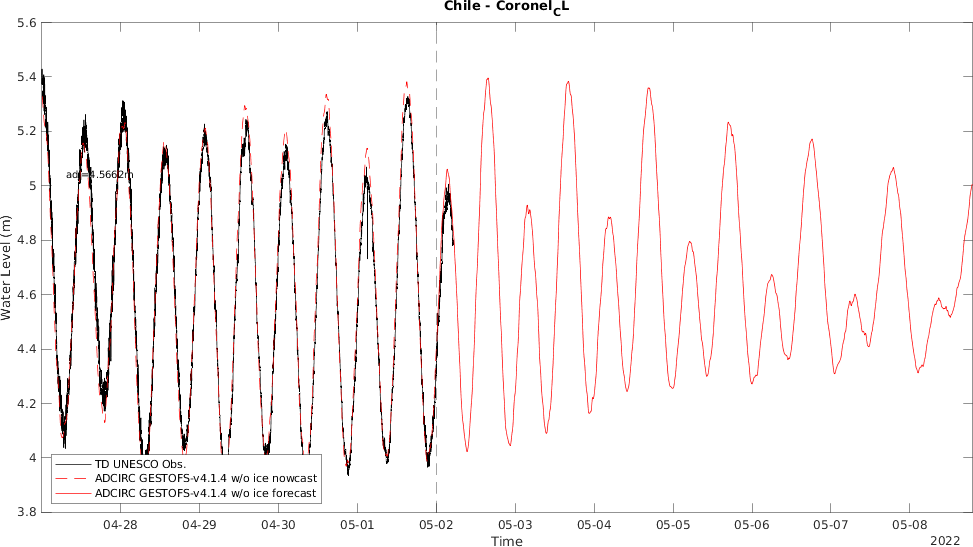 Chile - Coronel_CL
5.6
5.4
5.2
5
4.8
4.6
4.4
4.2
4
3.8
Water Level (m)
adj=4.5662m
TD UNESCO Obs.
ADCIRC GESTOFS-v4.1.4 w/o ice nowcast
ADCIRC GESTOFS-v4.1.4 w/o ice forecast
04-28 04-29 04-30 05-01 05-02 05-03 05-04 05-05 05-06 05-07 05-08
Time
2022